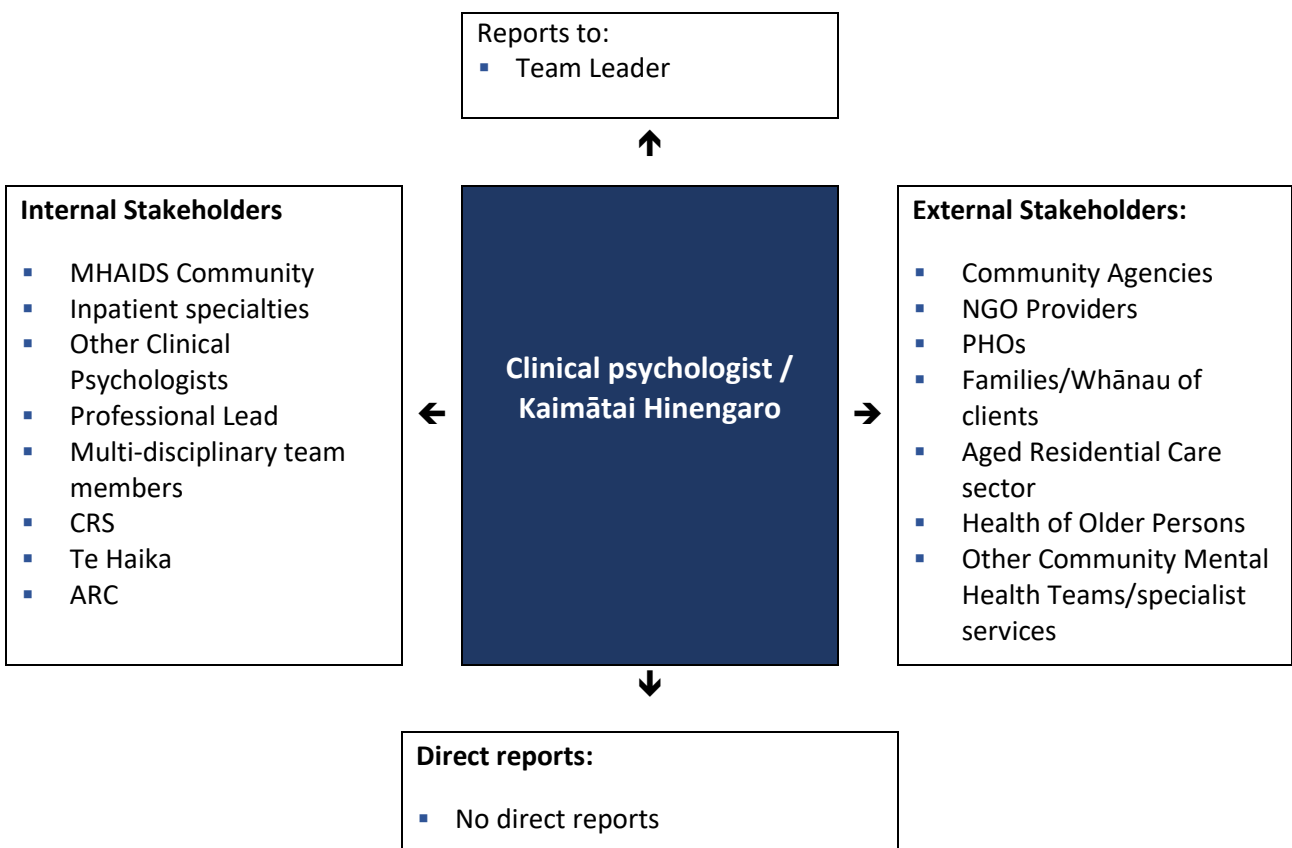 Reports to:
▪ Team Leader
🡹
Internal Stakeholders
▪ MHAIDS Community
▪ Inpatient specialties
▪ Other Clinical
Psychologists
▪ Professional Lead
▪ Multi-disciplinary team
members
▪ CRS
▪ Te Haika
▪ ARC
🡸
Clinical psychologist /
Kaimātai Hinengaro
🡺
External Stakeholders:
▪ Community Agencies
▪ NGO Providers
▪ PHOs
▪ Families/Whānau of
clients
▪ Aged Residential Care
sector
▪ Health of Older Persons
▪ Other Community Mental
Health Teams/specialist
services
🡻
Direct reports:
▪ No direct reports